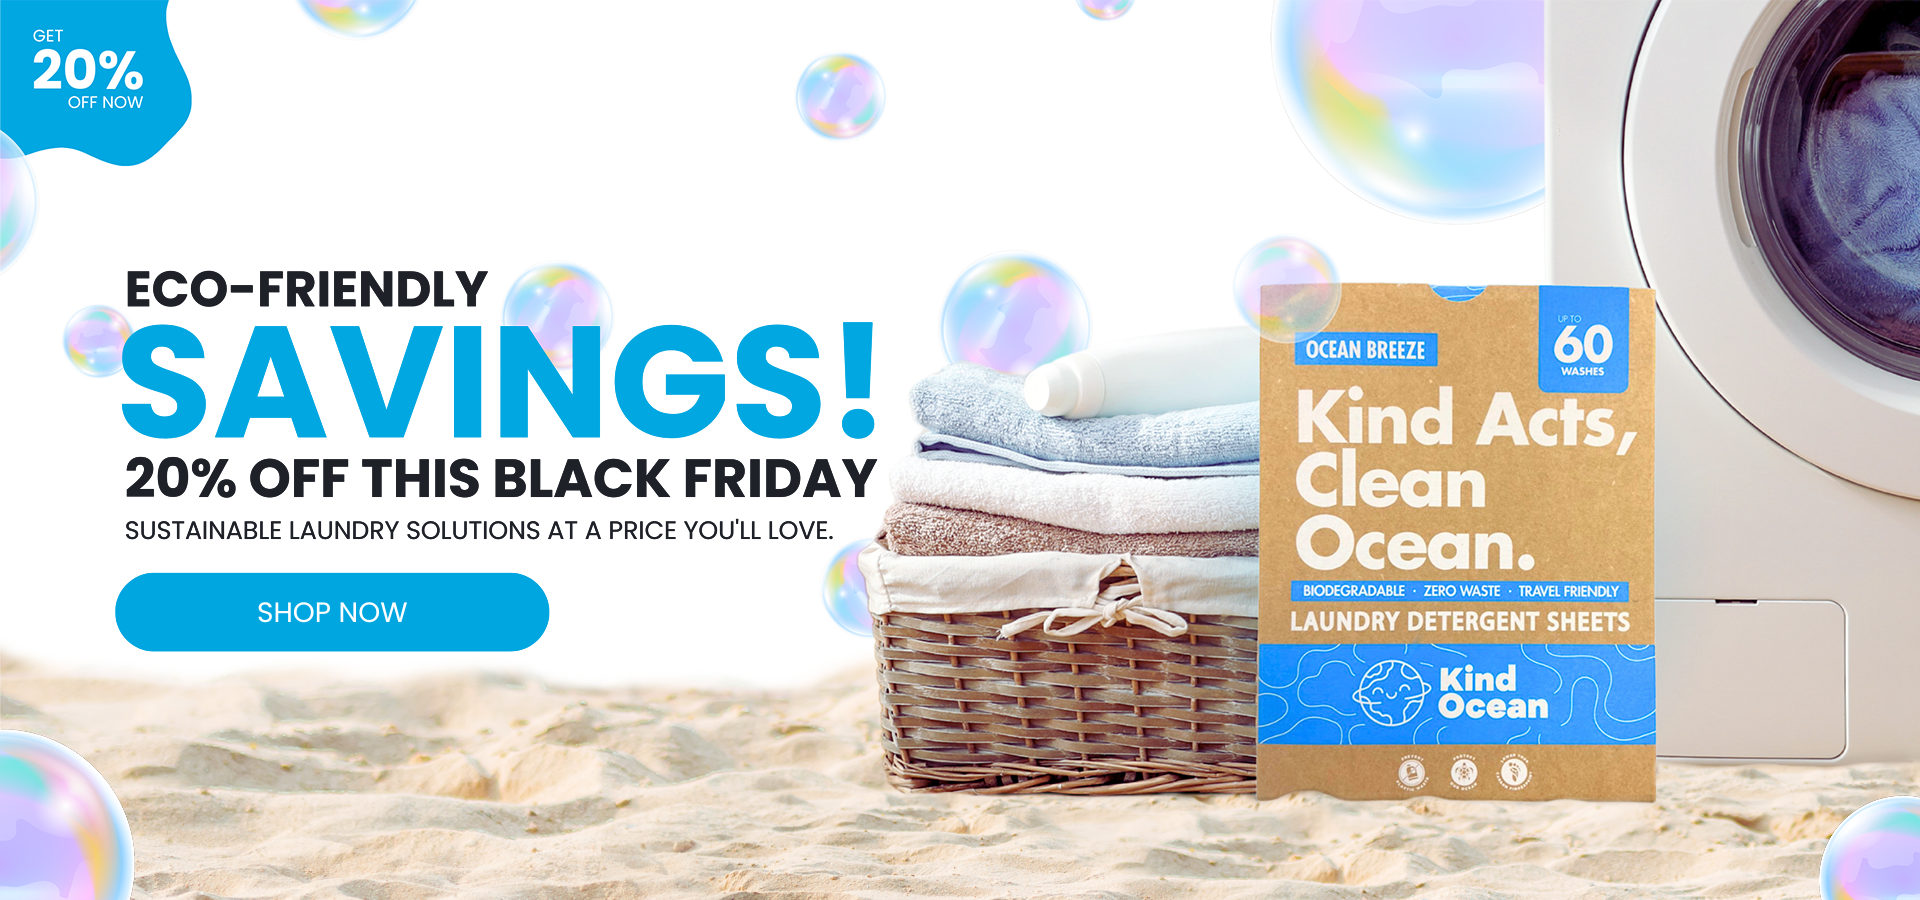 GET
20%
OFF NOW
ECO-FRIENDLY
SAVINGS!
20% OFF THIS BLACK FRIDAY
SUSTAINABLE LAUNDRY SOLUTIONS AT A PRICE YOU'LL LOVE.
SHOP NOW
OCEAN BREEZE
UP TO
60
WASHES
Kind Acts,
Clean
Ocean.
BIODEGRADABLE · ZERO WASTE · TRAVEL FRIENDLY
LAUNDRY DETERGENT SHEETS
Kind
Ocean